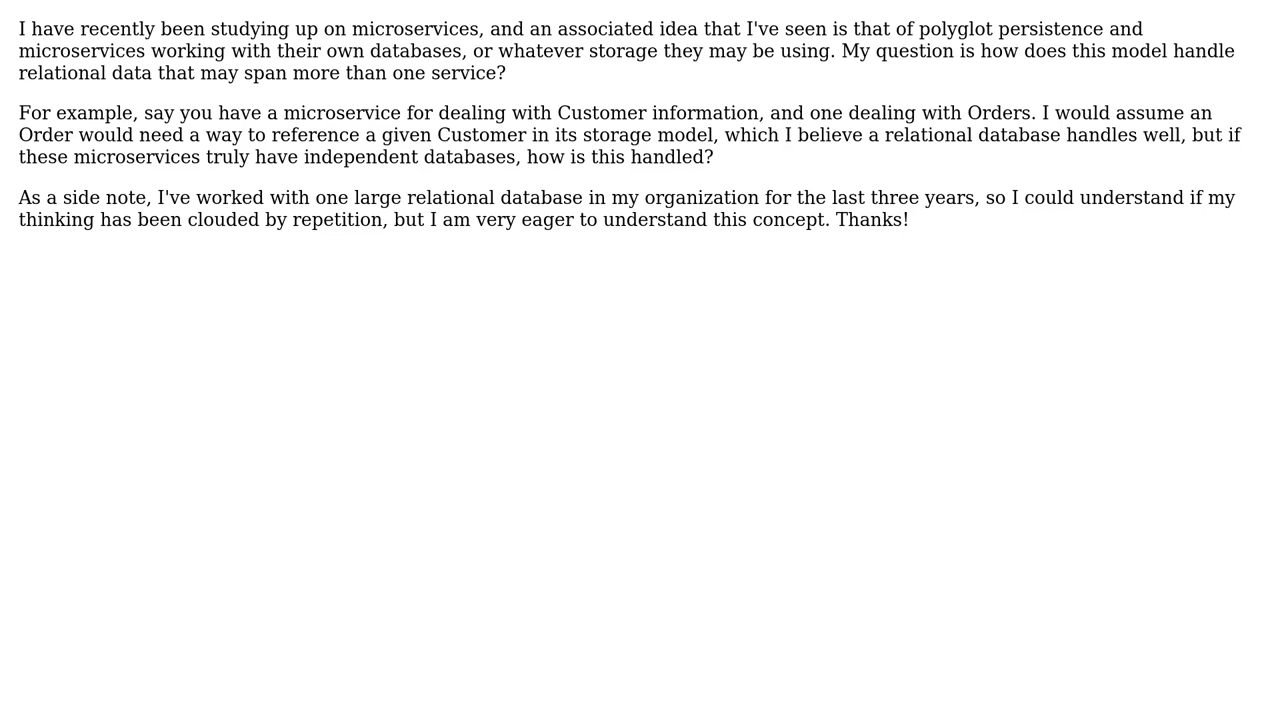 I have recently been studying up on microservices, and an associated idea that I've seen is that of polyglot persistence and
microservices working with their own databases, or whatever storage they may be using. My question is how does this model handle
relational data that may span more than one service?
For example, say you have a microservice for dealing with Customer information, and one dealing with Orders. I would assume an
Order would need a way to reference a given Customer in its storage model, which I believe a relational database handles well, but if
these microservices truly have independent databases, how is this handled?
As a side note, I've worked with one large relational database in my organization for the last three years, so I could understand if my
thinking has been clouded by repetition, but I am very eager to understand this concept. Thanks!